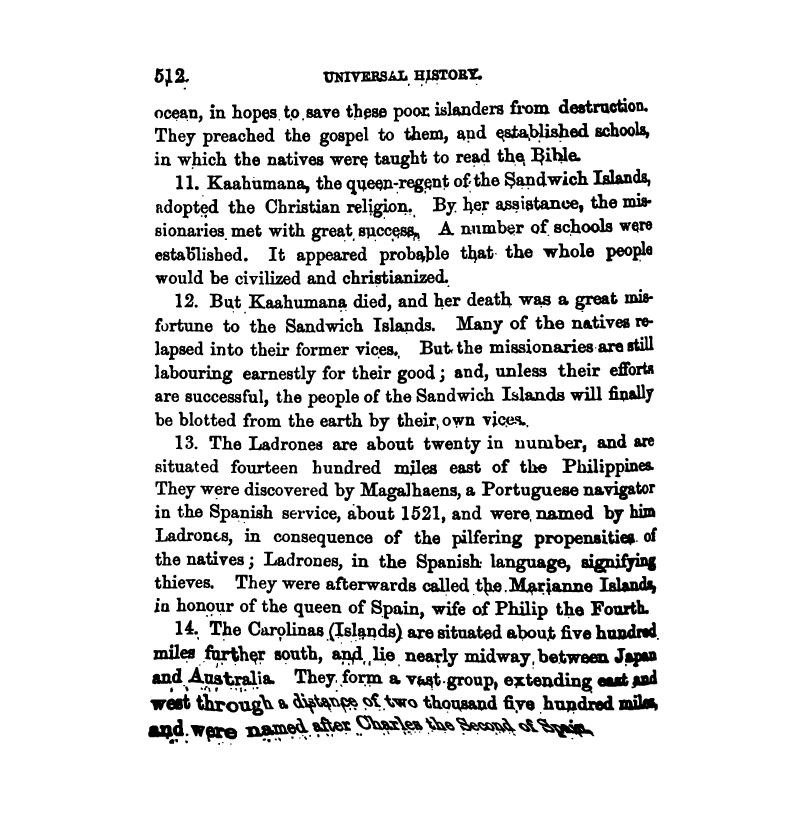 512. UNIVERSAL HISTORY.
ocean, in hopes to save these poor islanders from destruction.
They preached the gospel to them, and established schools,
in which the natives were taught to read the Bible.
11. Kaahumana, the queen-regent of the Sandwich Islands,
adopted the Christian religion. By her assistance, the mis-
sionaries met with great success. A number of schools were
established. It appeared probable that the whole people
would be civilized and christianized.
12. But Kaahumana died, and her death was a great mis-
fortune to the Sandwich Islands. Many of the natives re-
lapsed into their former vices. But the missionaries are still
labouring earnestly for their good; and, unless their efforts
are successful, the people of the Sandwich Islands will finally
be blotted from the earth by their own vices.
13. The Ladrones are about twenty in number, and are
situated fourteen hundred miles east of the Philippines.
They were discovered by Magalhaens, a Portuguese navigator
in the Spanish service, about 1521, and were named by him
Ladrones, in consequence of the pilfering propensities of
the natives; Ladrones, in the Spanish language, signifying
thieves. They were afterwards called the Marianne Islands,
in honour of the queen of Spain, wife of Philip the Fourth.
14. The Carolinas (Islands) are situated about five hundred
miles further south, and lie nearly midway between Japan
and Australia. They form a vast group, extending east and
west through a distance of two thousand five hundred miles,
and were named after Charles the Second of Spain.